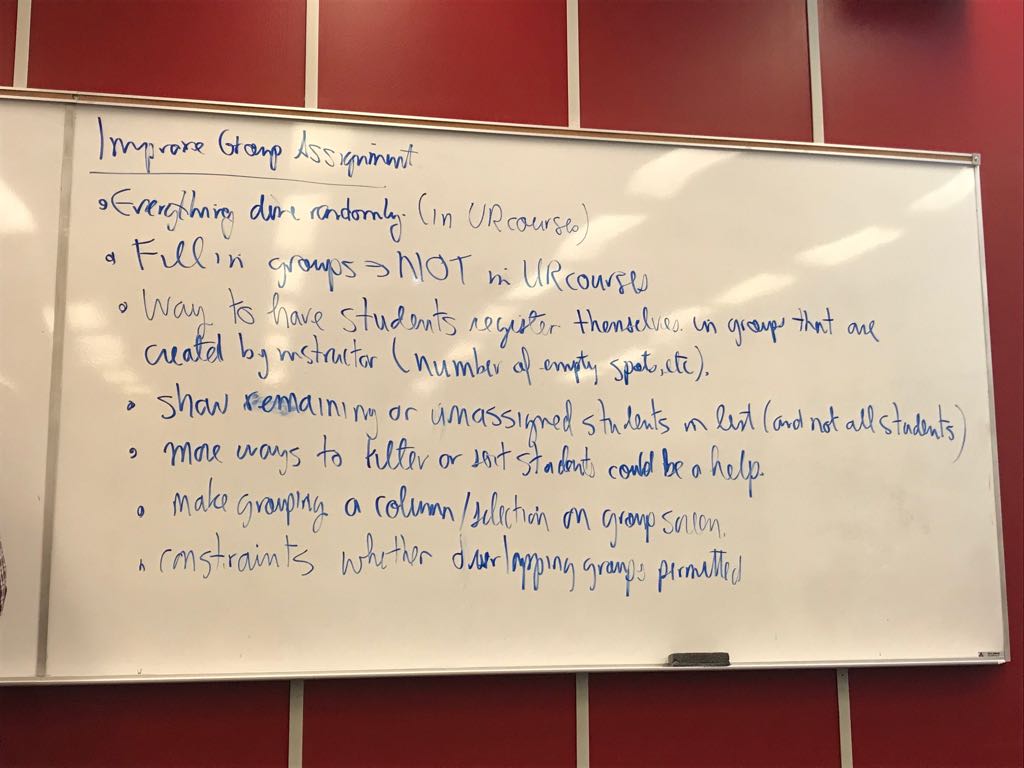 Improve Group Assignment
• Everything done randomly. (in URcourses)
• Fill in groups ⇒ NOT in URcourses
• Way to have students register themselves in groups that are
created by instructor (number of empty spots, etc).
• show remaining or unassigned students in list (and not all students)
• more ways to filter or sort students could be a help.
• make grouping a column/selection on group screen.
• constraints whether overlapping groups permitted